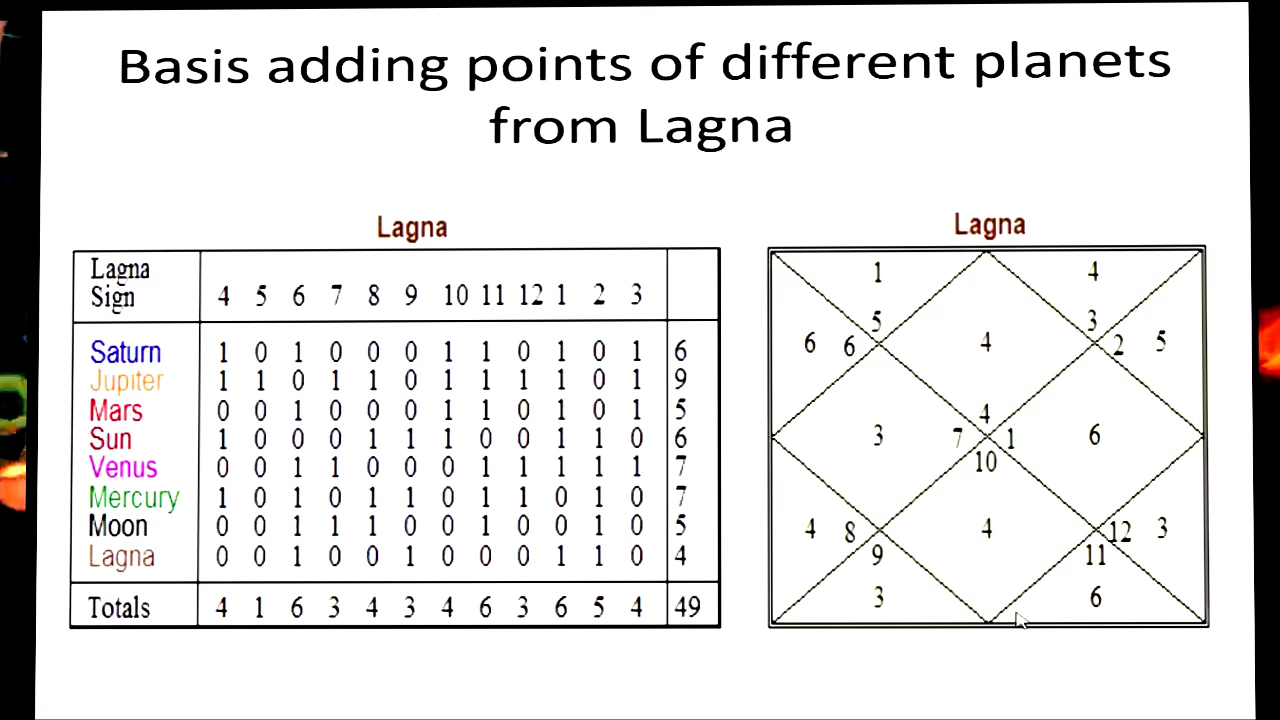 Basis adding points of different planets
from Lagna
Lagna
Lagna
Sign 4 5 6 7 8 9 10 11 12 1 2 3
Saturn 1 0 1 0 0 0 1 1 0 1 0 1 6
Jupiter 1 1 0 1 1 0 1 1 1 1 0 1 9
Mars 0 0 1 0 0 0 1 1 0 1 0 1 5
Sun 1 0 0 0 1 1 1 0 0 1 1 0 6
Venus 0 0 1 1 0 0 0 1 1 1 1 1 7
Mercury 1 0 1 0 1 1 0 1 1 0 1 0 7
Moon 0 0 1 1 1 0 0 1 0 0 1 0 5
Lagna 0 0 1 0 0 1 0 0 0 1 1 0 4
Totals 4 1 6 3 4 3 4 6 3 6 5 4 49
Lagna
1 4
5 3
6 6 4 2 5
4
3 7 1 6
10
4 8 4 12 3
9 11
3 6